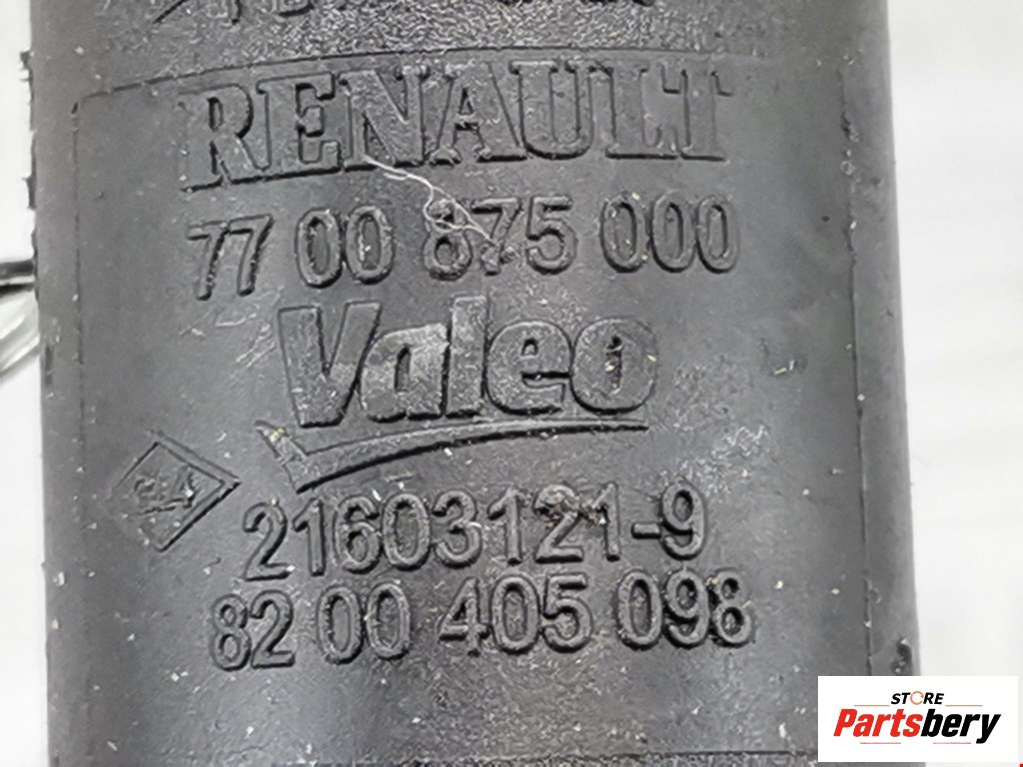 RENAULT
77 00 875 000
Valeo
21603121-9
82 00 405 098
STORE
Partsbery